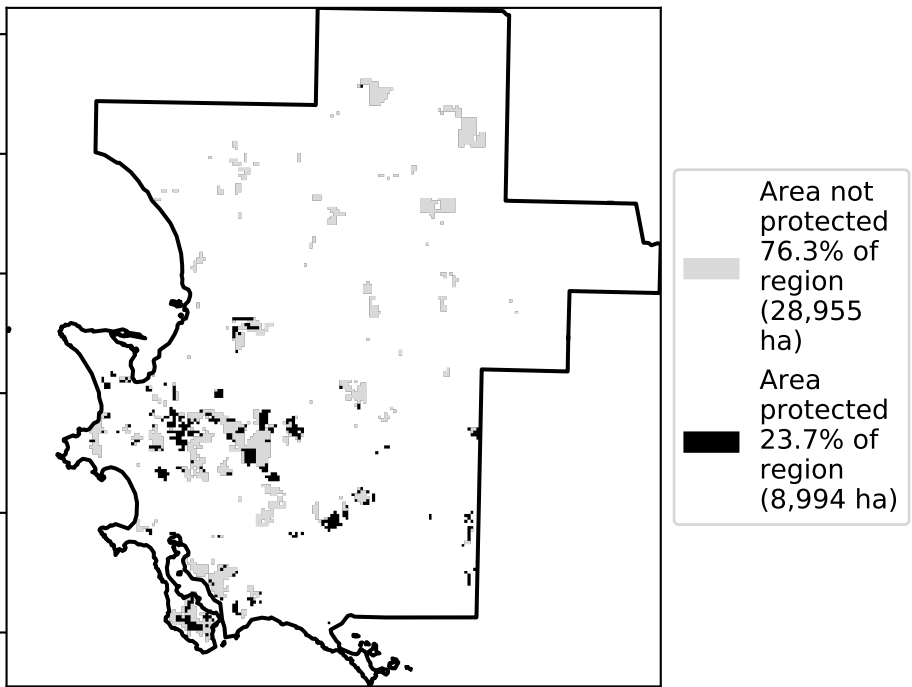 Area not
protected
76.3% of
region
(28,955
ha)
Area
protected
23.7% of
region
(8,994 ha)